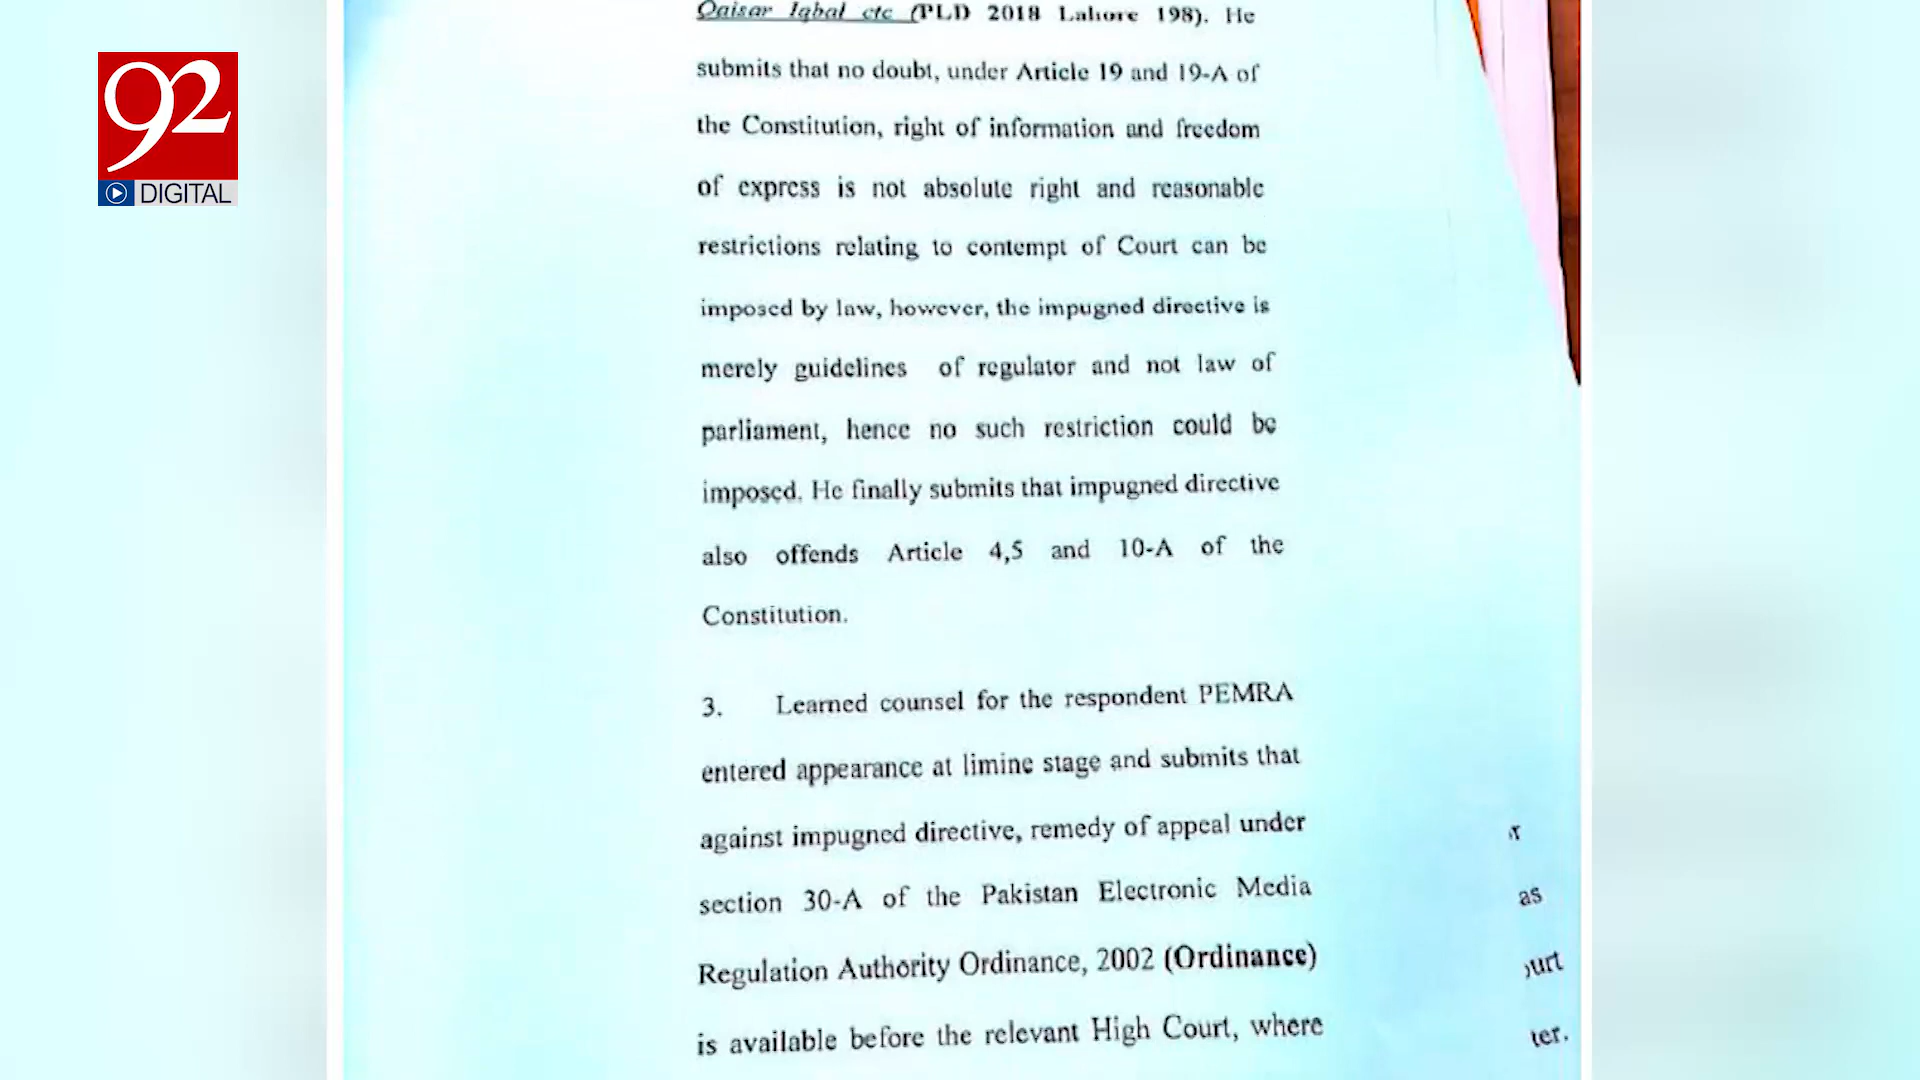 92
DIGITAL
Qaisar Iqbal etc (PLD 2018 Lahore 198). He
submits that no doubt, under Article 19 and 19-A of
the Constitution, right of information and freedom
of express is not absolute right and reasonable
restrictions relating to contempt of Court can be
imposed by law, however, the impugned directive is
merely guidelines of regulator and not law of
parliament, hence no such restriction could be
imposed. He finally submits that impugned directive
also offends Article 4,5 and 10-A of the
Constitution.
3. Learned counsel for the respondent PEMRA
entered appearance at limine stage and submits that
against impugned directive, remedy of appeal under
section 30-A of the Pakistan Electronic Media
Regulation Authority Ordinance, 2002 (Ordinance)
is available before the relevant High Court, where
as